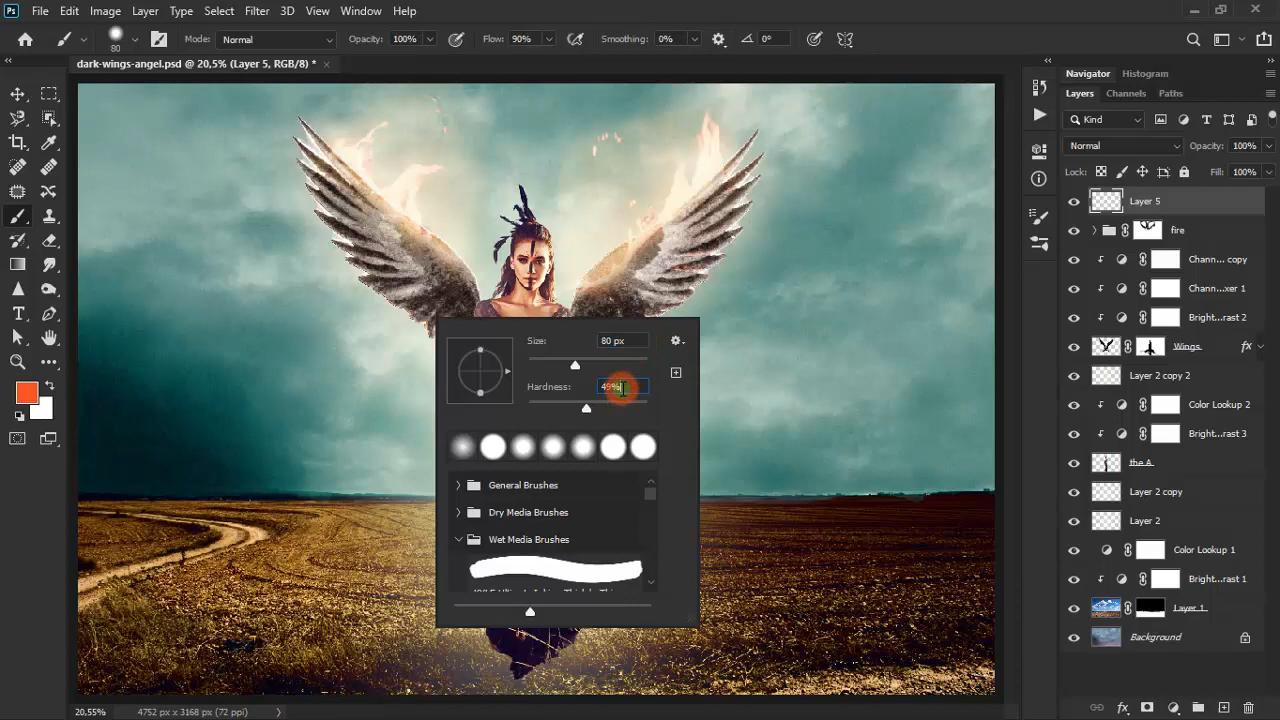 Ps File Edit Image Layer Type Select Filter 3D View Window Help
80 Mode: Normal Opacity: 100% Flow: 90% Smoothing: 0% 0°
dark-wings-angel.psd @ 20,5% (Layer 5, RGB/8) *
Navigator Histogram
Layers Channels Paths
Kind
Normal Opacity: 100%
Lock: Fill: 100%
Layer 5
fire
Chann... copy
Chann...xer 1
Bright...rast 2
Wings fx
Layer 2 copy 2
Color Lookup 2
Bright...rast 3
the A
Layer 2 copy
Layer 2
Color Lookup 1
Bright...rast 1
Layer 1
Background
Size: 80 px
Hardness: 49%
General Brushes
Dry Media Brushes
Wet Media Brushes
20,55% 4752 px x 3168 px (72 ppi)
fx